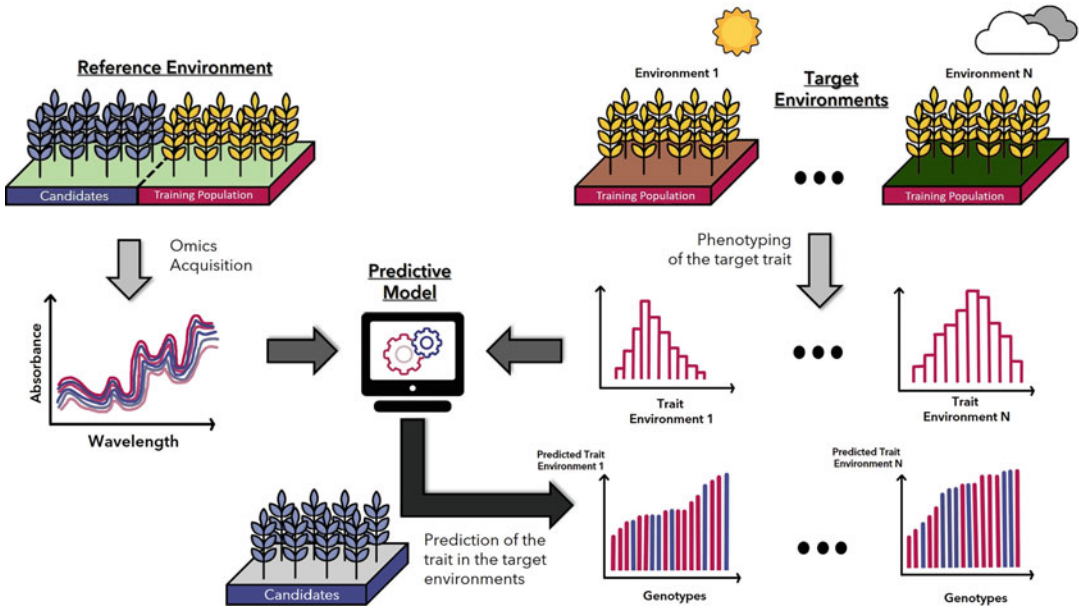 Reference Environment
Candidates
Training Population
Environment 1
Target
Environments
Environment N
Training Population
Training Population
Omics
Acquisition
Phenotyping
of the target trait
Predictive
Model
Absorbance
Wavelength
Trait
Environment 1
Trait
Environment N
Predicted Trait
Environment 1
Genotypes
Predicted Trait
Environment N
Genotypes
Prediction of the
trait in the target
environments
Candidates